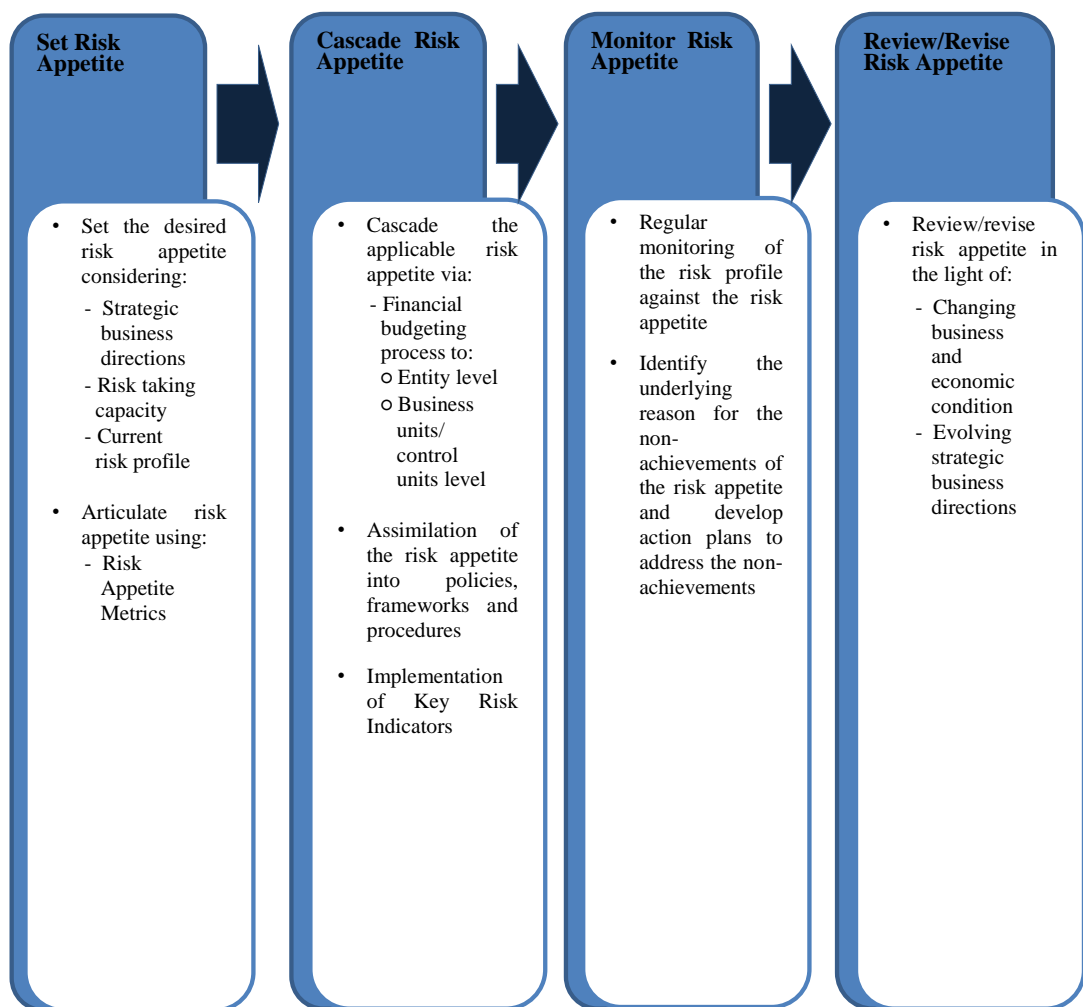 Set Risk
Appetite
• Set the desired
risk appetite
considering:
- Strategic
business
directions
- Risk taking
capacity
- Current
risk profile
• Articulate risk
appetite using:
- Risk
Appetite
Metrics
Cascade Risk
Appetite
• Cascade the
applicable risk
appetite via:
- Financial
budgeting
process to:
o Entity level
o Business
units/
control
units level
• Assimilation of
the risk appetite
into policies,
frameworks and
procedures
• Implementation
of Key Risk
Indicators
Monitor Risk
Appetite
• Regular
monitoring of
the risk profile
against the risk
appetite
• Identify the
underlying
reason for the
non-
achievements of
the risk appetite
and develop
action plans to
address the non-
achievements
Review/Revise
Risk Appetite
• Review/revise
risk appetite in
the light of:
- Changing
business
and
economic
condition
- Evolving
strategic
business
directions